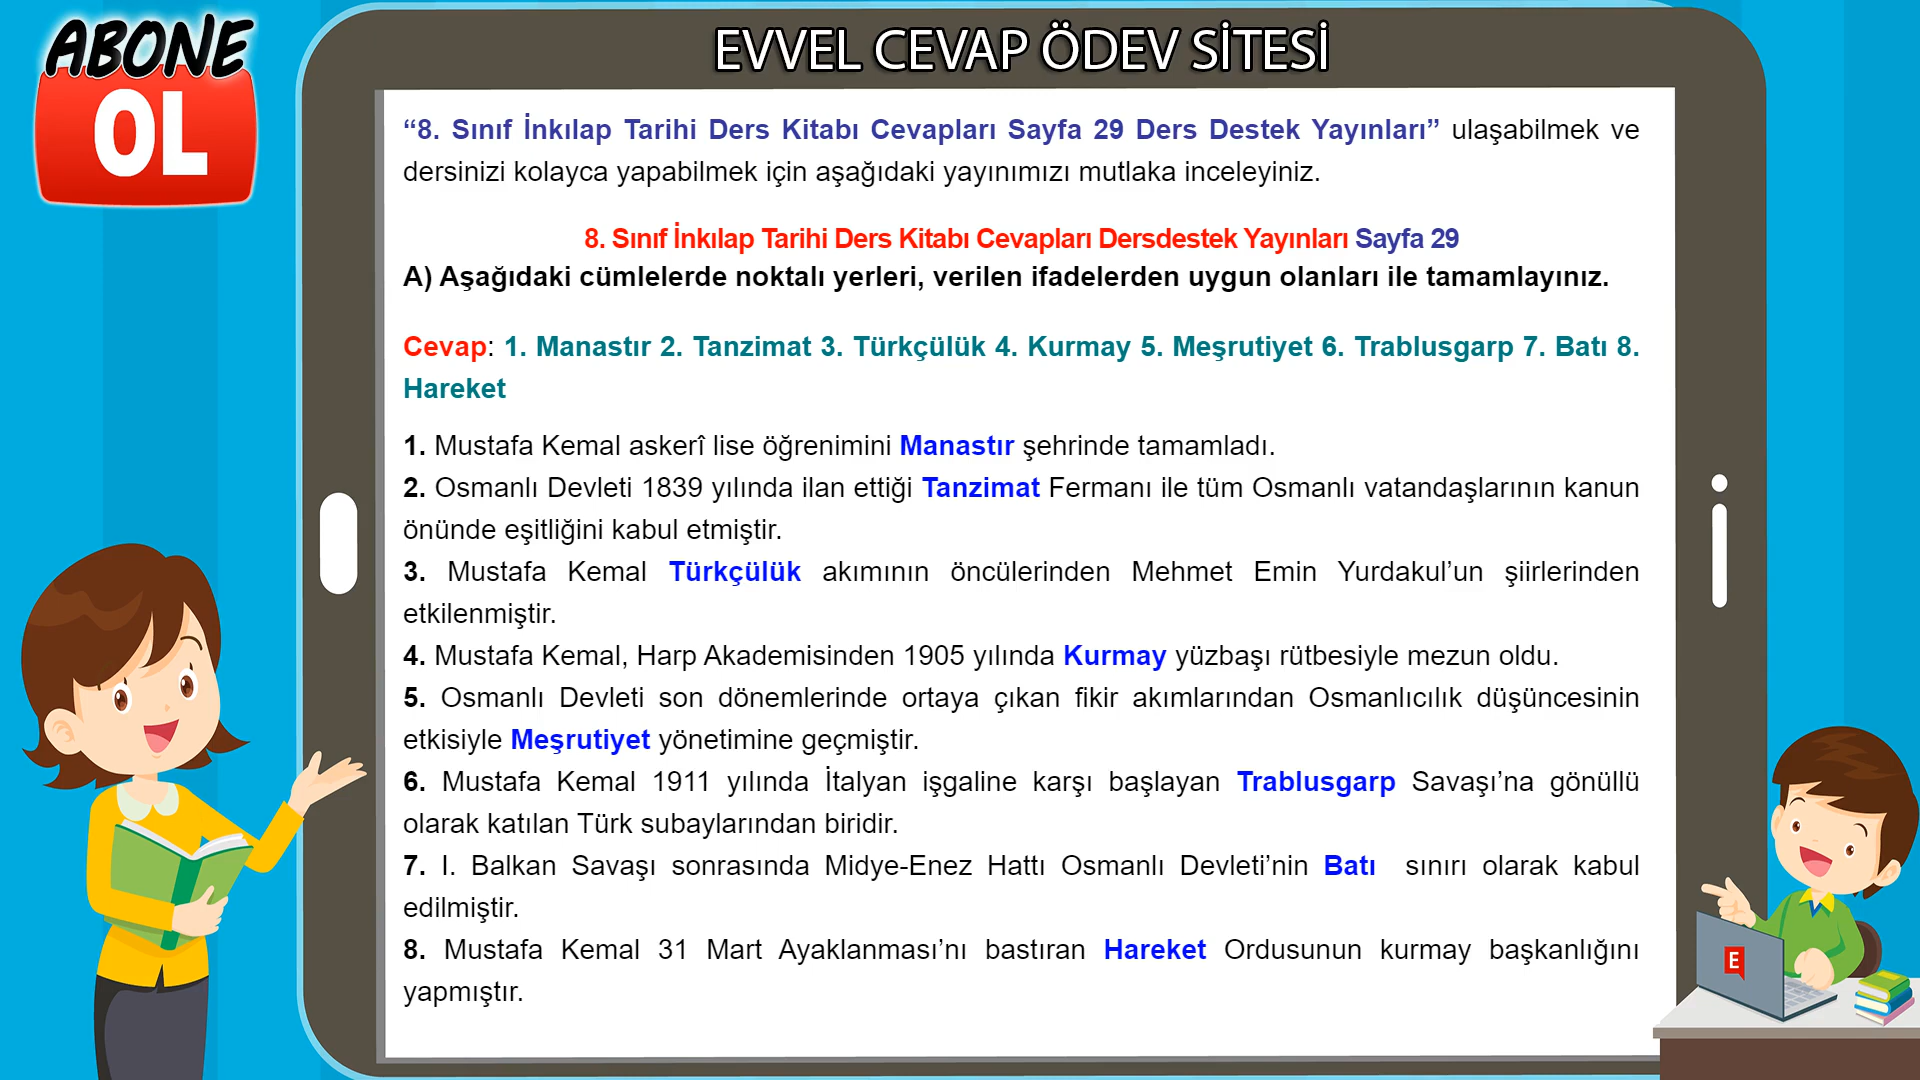 ABONE
OL
EVVEL CEVAP ÖDEV SİTESİ
“8. Sınıf İnkılap Tarihi Ders Kitabı Cevapları Sayfa 29 Ders Destek Yayınları” ulaşabilmek ve
dersinizi kolayca yapabilmek için aşağıdaki yayınımızı mutlaka inceleyiniz.
8. Sınıf İnkılap Tarihi Ders Kitabı Cevapları Dersdestek Yayınları Sayfa 29
A) Aşağıdaki cümlelerde noktalı yerleri, verilen ifadelerden uygun olanları ile tamamlayınız.
Cevap: 1. Manastır 2. Tanzimat 3. Türkçülük 4. Kurmay 5. Meşrutiyet 6. Trablusgarp 7. Batı 8.
Hareket
1. Mustafa Kemal askerî lise öğrenimini Manastır şehrinde tamamladı.
2. Osmanlı Devleti 1839 yılında ilan ettiği Tanzimat Fermanı ile tüm Osmanlı vatandaşlarının kanun
önünde eşitliğini kabul etmiştir.
3. Mustafa Kemal Türkçülük akımının öncülerinden Mehmet Emin Yurdakul’un şiirlerinden
etkilenmiştir.
4. Mustafa Kemal, Harp Akademisinden 1905 yılında Kurmay yüzbaşı rütbesiyle mezun oldu.
5. Osmanlı Devleti son dönemlerinde ortaya çıkan fikir akımlarından Osmanlıcılık düşüncesinin
etkisiyle Meşrutiyet yönetimine geçmiştir.
6. Mustafa Kemal 1911 yılında İtalyan işgaline karşı başlayan Trablusgarp Savaşı’na gönüllü
olarak katılan Türk subaylarından biridir.
7. I. Balkan Savaşı sonrasında Midye-Enez Hattı Osmanlı Devleti’nin Batı sınırı olarak kabul
edilmiştir.
8. Mustafa Kemal 31 Mart Ayaklanması’nı bastıran Hareket Ordusunun kurmay başkanlığını
yapmıştır.
E